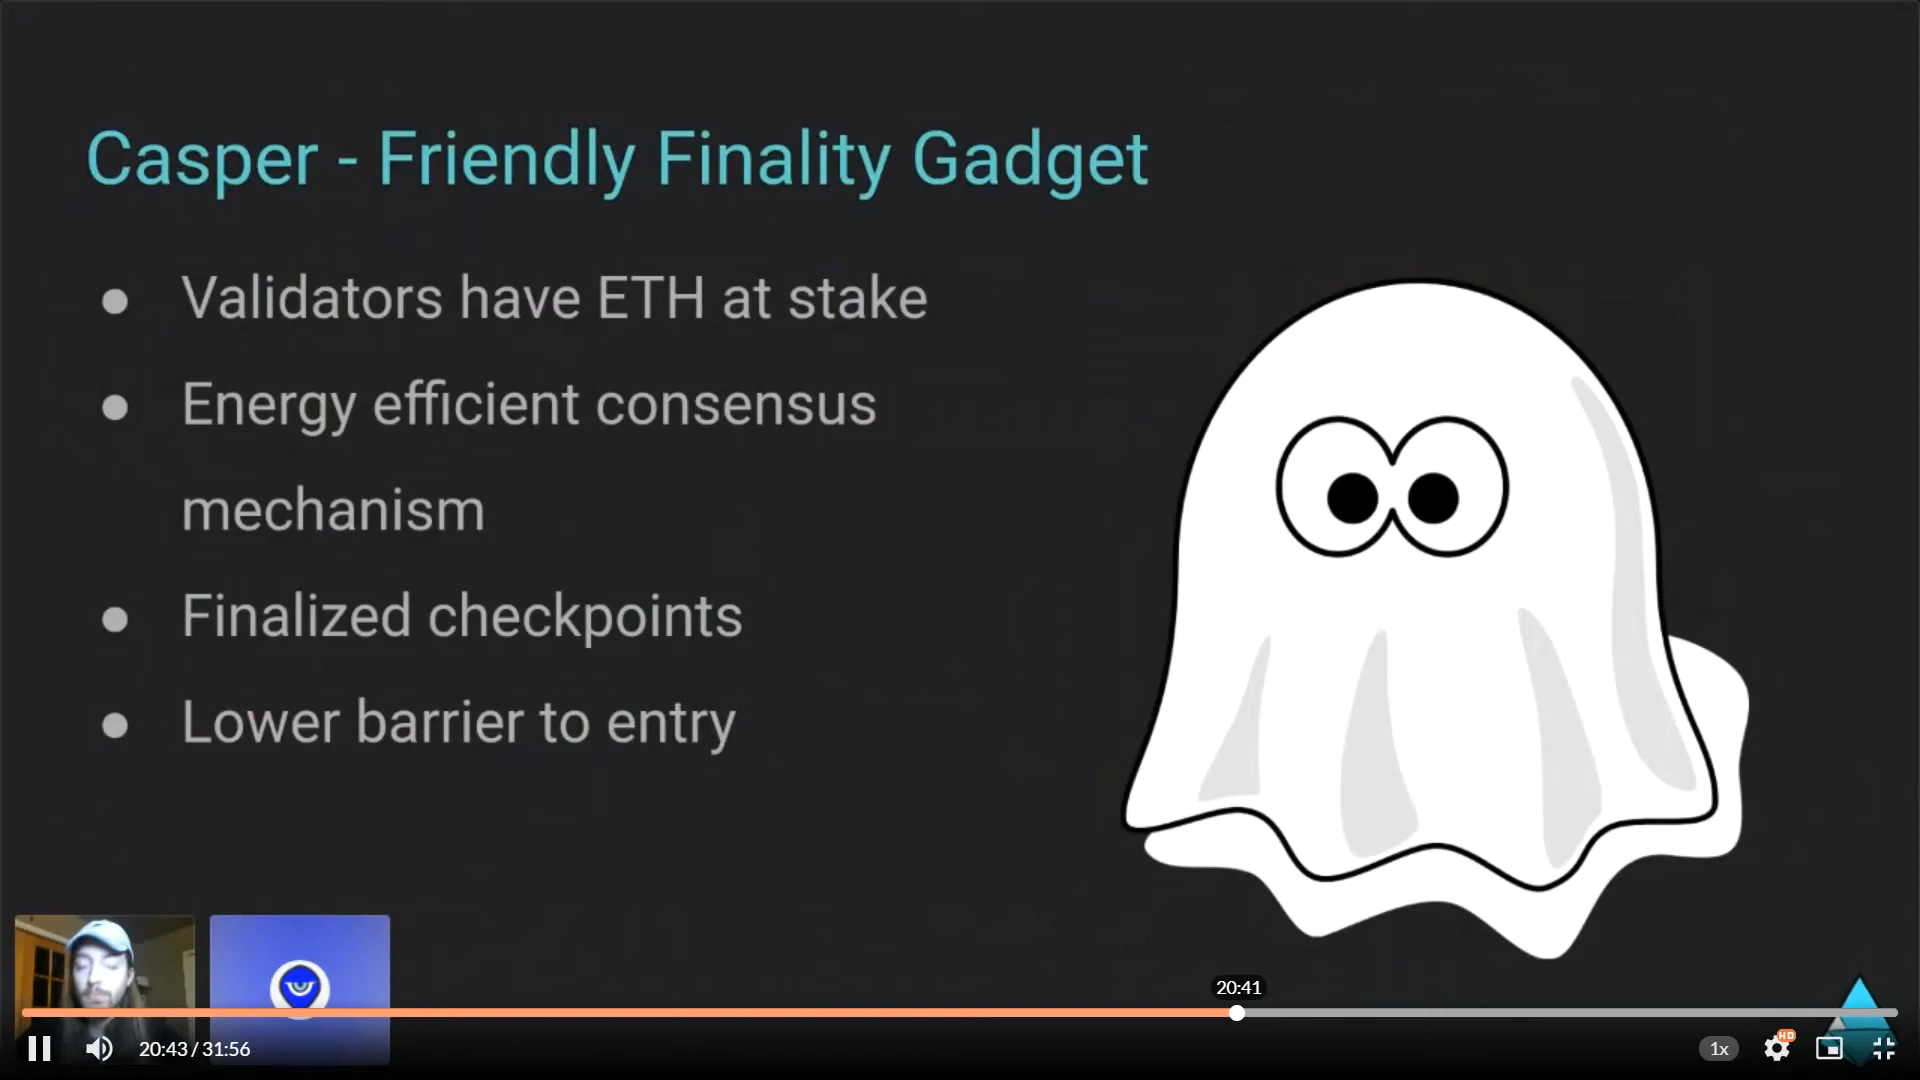 Casper - Friendly Finality Gadget
● Validators have ETH at stake
● Energy efficient consensus
mechanism
● Finalized checkpoints
● Lower barrier to entry
20:41
20:43 / 31:56
1x
HD